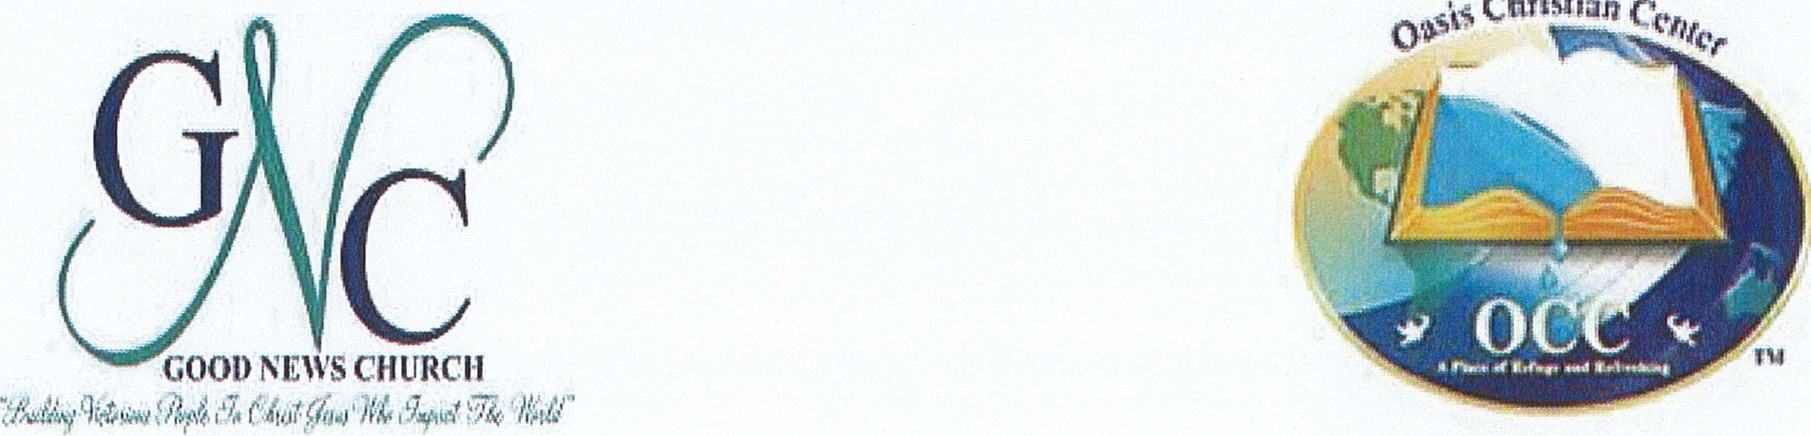 GNC
GOOD NEWS CHURCH
"Building Victorious People In Christ Jesus Who Impact The World"
Oasis Christian Center
OCC
A Place of Refuge and Refreshing
TM